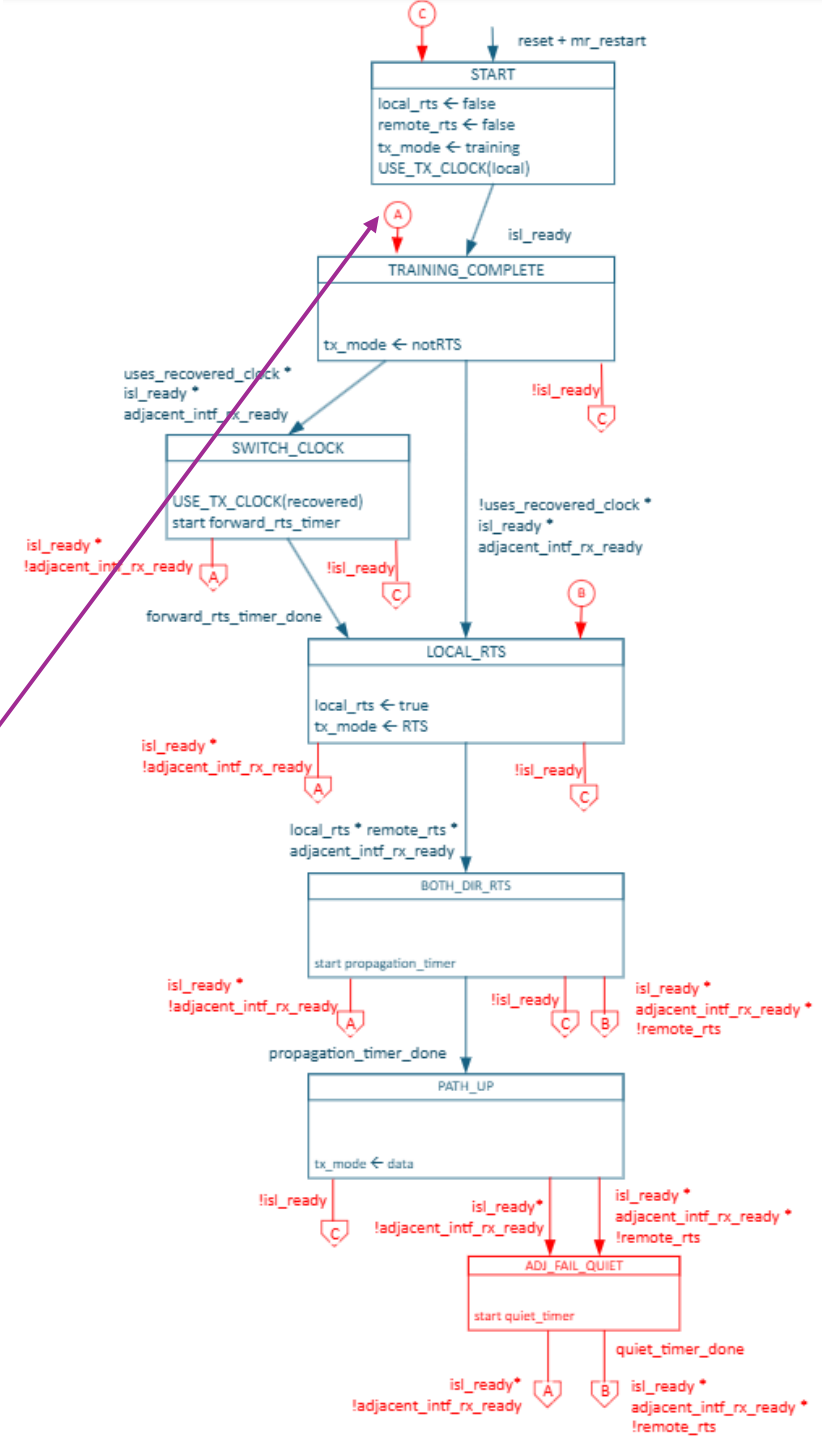 C
reset + mr_restart
START
local_rts ← false
remote_rts ← false
tx_mode ← training
USE_TX_CLOCK(local)
A
isl_ready
TRAINING_COMPLETE
tx_mode ← notRTS
uses_recovered_clock *
isl_ready *
adjacent_intf_rx_ready
!isl_ready
C
SWITCH_CLOCK
USE_TX_CLOCK(recovered)
start forward_rts_timer
!uses_recovered_clock *
isl_ready *
adjacent_intf_rx_ready
isl_ready *
!adjacent_intf_rx_ready
A
!isl_ready
C
B
forward_rts_timer_done
LOCAL_RTS
local_rts ← true
tx_mode ← RTS
isl_ready *
!adjacent_intf_rx_ready
A
!isl_ready
C
local_rts * remote_rts *
adjacent_intf_rx_ready
BOTH_DIR_RTS
start propagation_timer
isl_ready *
!adjacent_intf_rx_ready
A
!isl_ready
C
B
isl_ready *
adjacent_intf_rx_ready *
!remote_rts
propagation_timer_done
PATH_UP
tx_mode ← data
!isl_ready
C
isl_ready*
!adjacent_intf_rx_ready
isl_ready *
adjacent_intf_rx_ready *
!remote_rts
ADJ_FAIL_QUIET
start quiet_timer
quiet_timer_done
isl_ready*
!adjacent_intf_rx_ready
A
B
isl_ready *
adjacent_intf_rx_ready *
!remote_rts